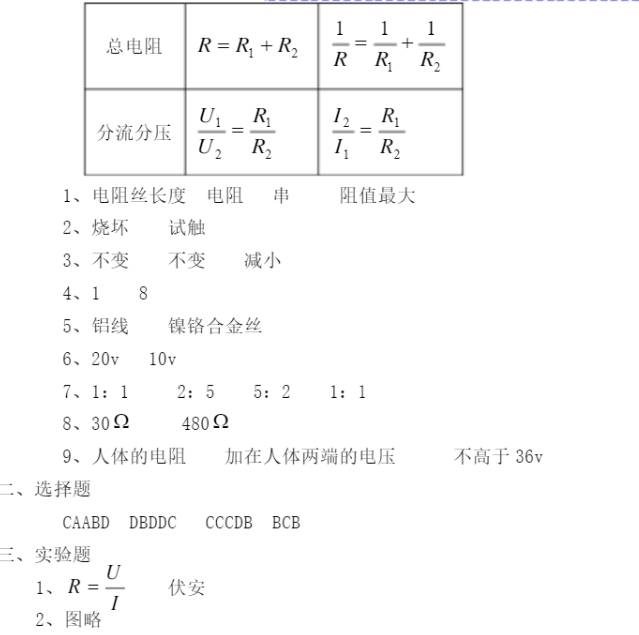 总电阻 R = R₁ + R₂ 1/R = 1/R₁ + 1/R₂
分流分压 U₁/U₂ = R₁/R₂ I₂/I₁ = R₁/R₂
1、电阻丝长度 电阻 串 阻值最大
2、烧坏 试触
3、不变 不变 减小
4、1 8
5、铝线 镍铬合金丝
6、20v 10v
7、1: 1 2: 5 5: 2 1: 1
8、30Ω 480Ω
9、人体的电阻 加在人体两端的电压 不高于 36v
二、选择题
CAABD DBDDC CCCDB BCB
三、实验题
1、R = U/I 伏安
2、图略